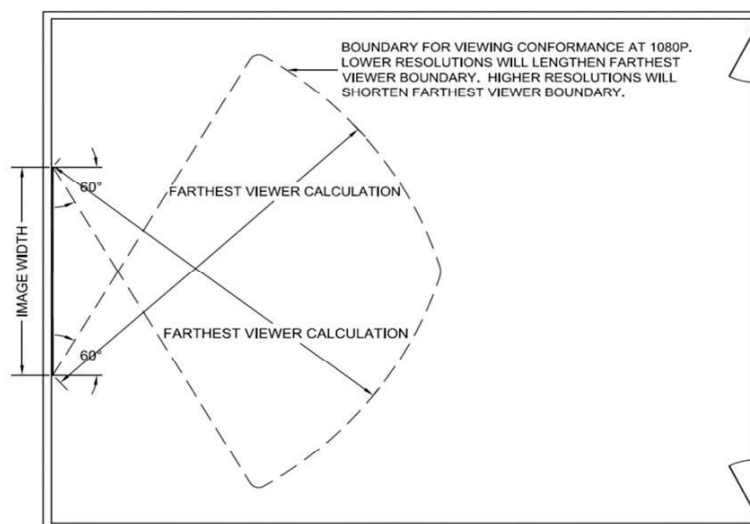 BOUNDARY FOR VIEWING CONFORMANCE AT 1080P.
LOWER RESOLUTIONS WILL LENGTHEN FARTHEST
VIEWER BOUNDARY. HIGHER RESOLUTIONS WILL
SHORTEN FARTHEST VIEWER BOUNDARY.
60°
FARTHEST VIEWER CALCULATION
IMAGE WIDTH
FARTHEST VIEWER CALCULATION
60°